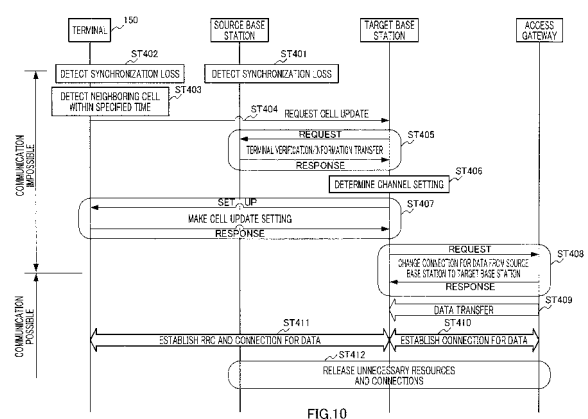 TERMINAL
150
SOURCE BASE
STATION
TARGET BASE
STATION
ACCESS
GATEWAY
ST402
ST401
DETECT SYNCHRONIZATION LOSS
DETECT SYNCHRONIZATION LOSS
DETECT NEIGHBORING CELL
WITHIN SPECIFIED TIME
ST403
ST404
REQUEST CELL UPDATE
REQUEST
ST405
TERMINAL VERIFICATION/INFORMATION TRANSFER
RESPONSE
ST406
DETERMINE CHANNEL SETTING
COMMUNICATION
IMPOSSIBLE
SET UP
ST407
MAKE CELL UPDATE SETTING
RESPONSE
REQUEST
ST408
CHANGE CONNECTION FOR DATA FROM SOURCE
BASE STATION TO TARGET BASE STATION
RESPONSE
ST409
DATA TRANSFER
COMMUNICATION
POSSIBLE
ST411
ST410
ESTABLISH RRC AND CONNECTION FOR DATA
ESTABLISH CONNECTION FOR DATA
ST412
RELEASE UNNECESSARY RESOURCES
AND CONNECTIONS
FIG.10